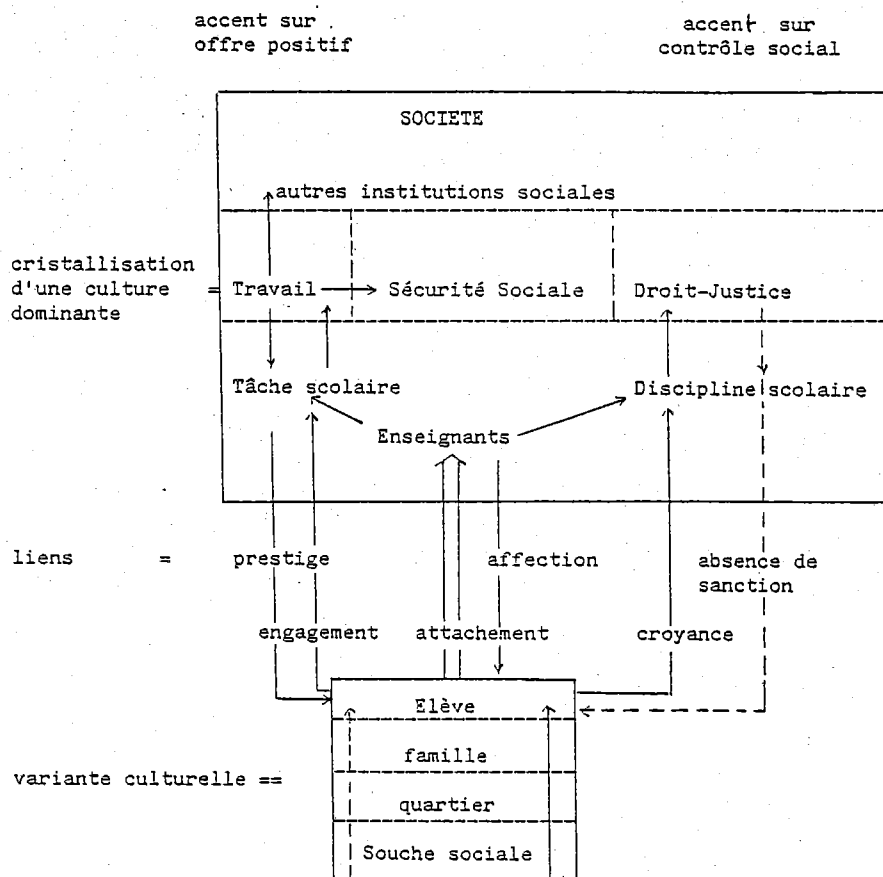 accent sur
offre positif
accent sur
contrôle social
SOCIETE
autres institutions sociales
cristallisation
d'une culture
dominante
= Travail Sécurité Sociale Droit-Justice
Tâche scolaire Discipline scolaire
Enseignants
liens = prestige affection absence de
sanction
engagement attachement croyance
Elève
famille
variante culturelle ==
quartier
Souche sociale